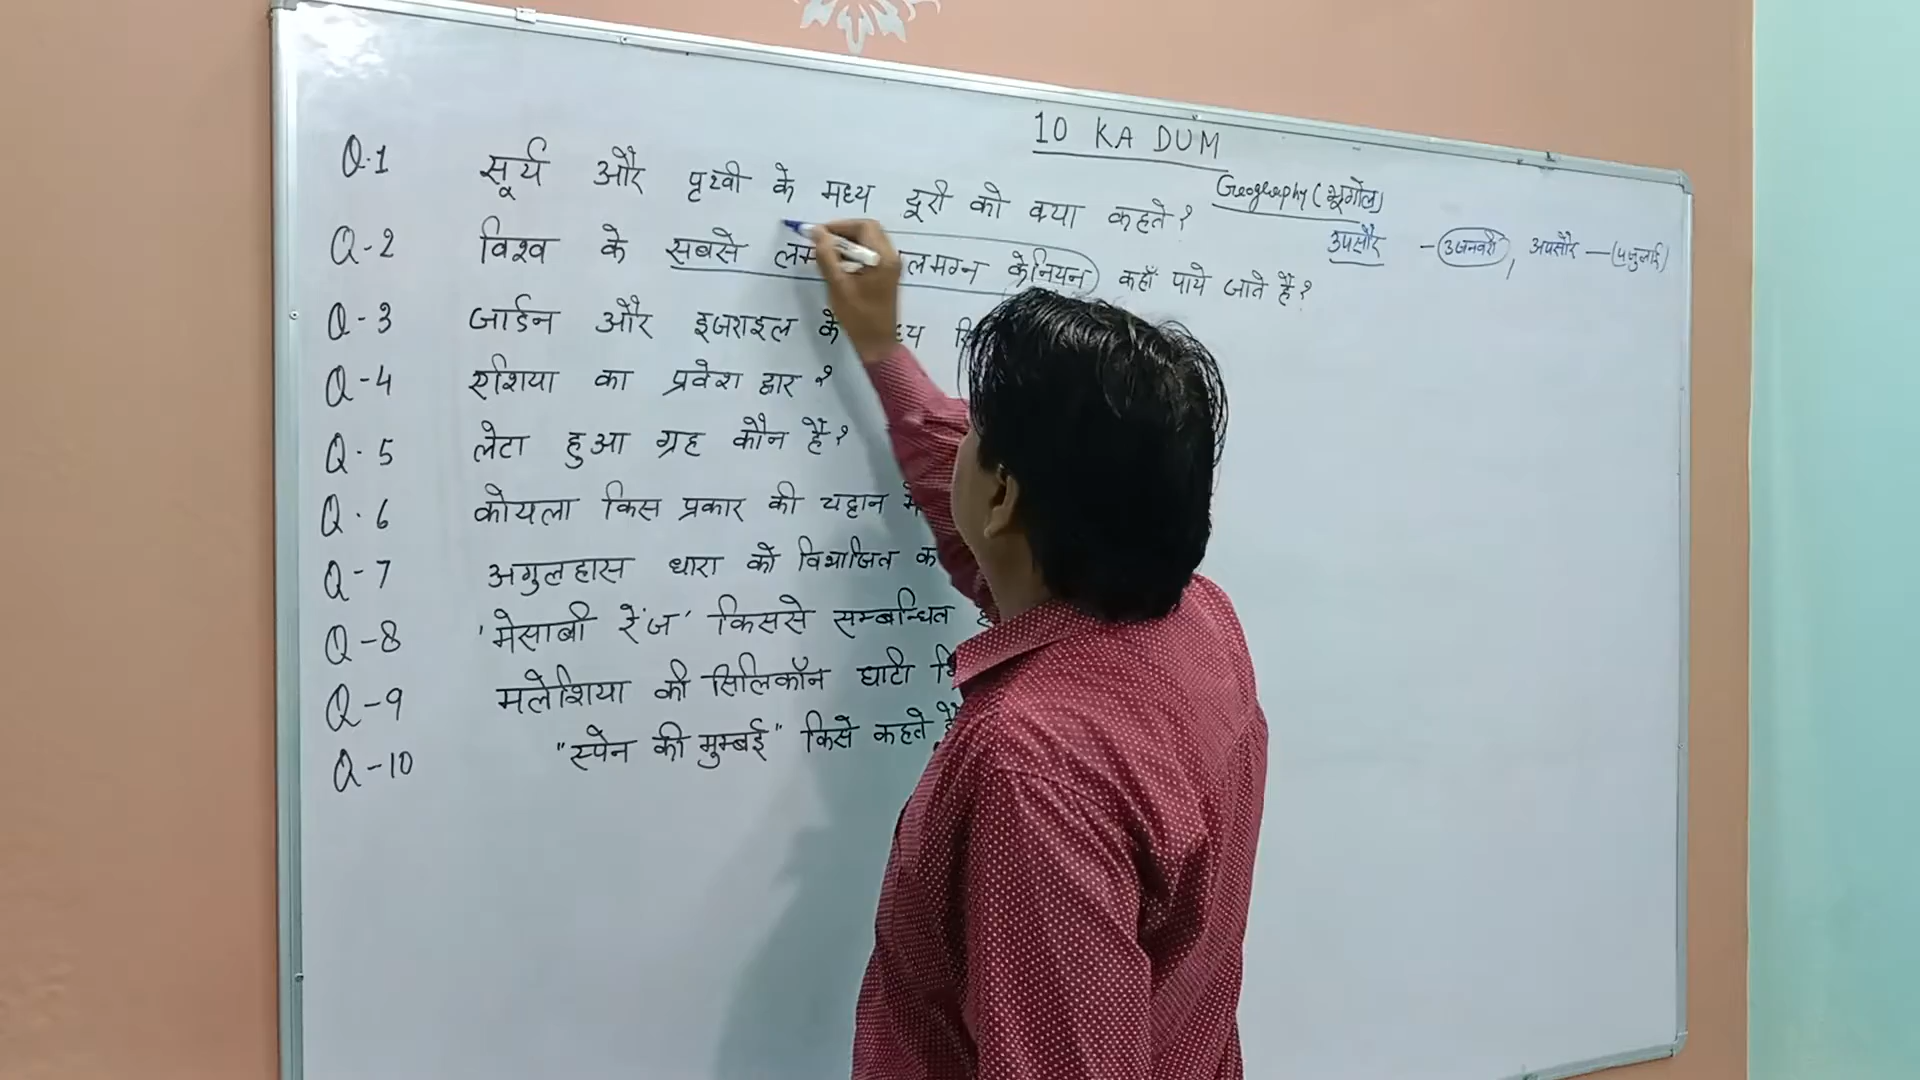 10 KA DUM
Geography (भूगोल)
Q.1 सूर्य और पृथ्वी के मध्य दूरी को क्या कहते?
उपसौर - 3जनवरी, अपसौर - (4जुलाई)
Q-2 विश्व के सबसे जलमग्न केनियन कहाँ पाये जाते हैं?
Q-3 जार्डन और इजराइल के
Q-4 एशिया का प्रवेश द्वार?
Q.5 लेटा हुआ ग्रह कौन हैं?
Q.6 कोयला किस प्रकार की चट्टान
Q-7 अगुलहास धारा को विभाजित
Q-8 'मेसाबी रेंज' किससे सम्बन्धित
Q-9 मलेशिया की सिलिकॉन घाटी
Q-10 "स्पेन की मुम्बई" किसे कहते